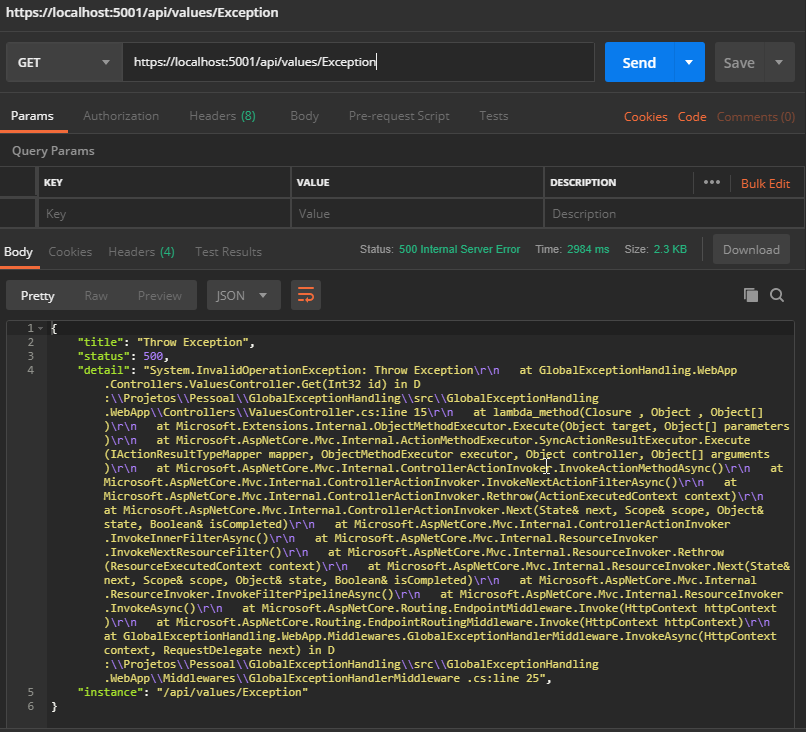 https://localhost:5001/api/values/Exception
GET https://localhost:5001/api/values/Exception Send Save
Params Authorization Headers (8) Body Pre-request Script Tests Cookies Code Comments (0)
Query Params
KEY VALUE DESCRIPTION ••• Bulk Edit
Key Value Description
Body Cookies Headers (4) Test Results Status: 500 Internal Server Error Time: 2984 ms Size: 2.3 KB Download
Pretty Raw Preview JSON
1 {
2 "title": "Throw Exception",
3 "status": 500,
4 "detail": "System.InvalidOperationException: Throw Exception\r\n   at GlobalExceptionHandling.WebApp
.Controllers.ValuesController.Get(Int32 id) in D
:\\Projetos\\Pessoal\\GlobalExceptionHandling\\src\\GlobalExceptionHandling
.WebApp\\Controllers\\ValuesController.cs:line 15\r\n   at lambda_method(Closure , Object , Object[]
)\r\n   at Microsoft.Extensions.Internal.ObjectMethodExecutor.Execute(Object target, Object[] parameters
)\r\n   at Microsoft.AspNetCore.Mvc.Internal.ActionMethodExecutor.SyncActionResultExecutor.Execute
(IActionResultTypeMapper mapper, ObjectMethodExecutor executor, Object controller, Object[] arguments
)\r\n   at Microsoft.AspNetCore.Mvc.Internal.ControllerActionInvoker.InvokeActionMethodAsync()\r\n   at
Microsoft.AspNetCore.Mvc.Internal.ControllerActionInvoker.InvokeNextActionFilterAsync()\r\n   at
Microsoft.AspNetCore.Mvc.Internal.ControllerActionInvoker.Rethrow(ActionExecutedContext context)\r\n
at Microsoft.AspNetCore.Mvc.Internal.ControllerActionInvoker.Next(State& next, Scope& scope, Object&
state, Boolean& isCompleted)\r\n   at Microsoft.AspNetCore.Mvc.Internal.ControllerActionInvoker
.InvokeInnerFilterAsync()\r\n   at Microsoft.AspNetCore.Mvc.Internal.ResourceInvoker
.InvokeNextResourceFilter()\r\n   at Microsoft.AspNetCore.Mvc.Internal.ResourceInvoker.Rethrow
(ResourceExecutedContext context)\r\n   at Microsoft.AspNetCore.Mvc.Internal.ResourceInvoker.Next(State&
next, Scope& scope, Object& state, Boolean& isCompleted)\r\n   at Microsoft.AspNetCore.Mvc.Internal
.ResourceInvoker.InvokeFilterPipelineAsync()\r\n   at Microsoft.AspNetCore.Mvc.Internal.ResourceInvoker
.InvokeAsync()\r\n   at Microsoft.AspNetCore.Routing.EndpointMiddleware.Invoke(HttpContext httpContext
)\r\n   at Microsoft.AspNetCore.Routing.EndpointRoutingMiddleware.Invoke(HttpContext httpContext)\r\n
at GlobalExceptionHandling.WebApp.Middlewares.GlobalExceptionHandlerMiddleware.InvokeAsync(HttpContext
context, RequestDelegate next) in D
:\\Projetos\\Pessoal\\GlobalExceptionHandling\\src\\GlobalExceptionHandling
.WebApp\\Middlewares\\GlobalExceptionHandlerMiddleware .cs:line 25",
5 "instance": "/api/values/Exception"
6 }